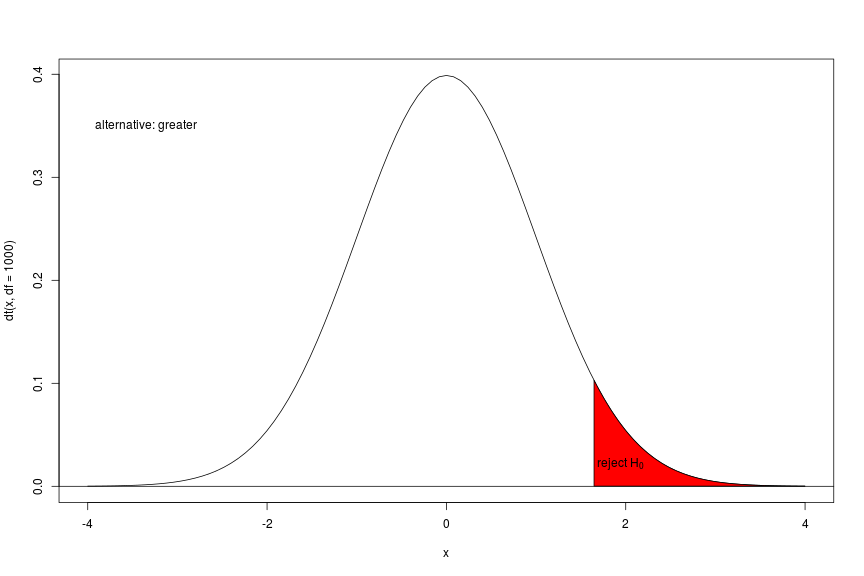 alternative: greater
dt(x, df = 1000)
0.4
0.3
0.2
0.1
0.0
reject H₀
-4 -2 0 2 4
x